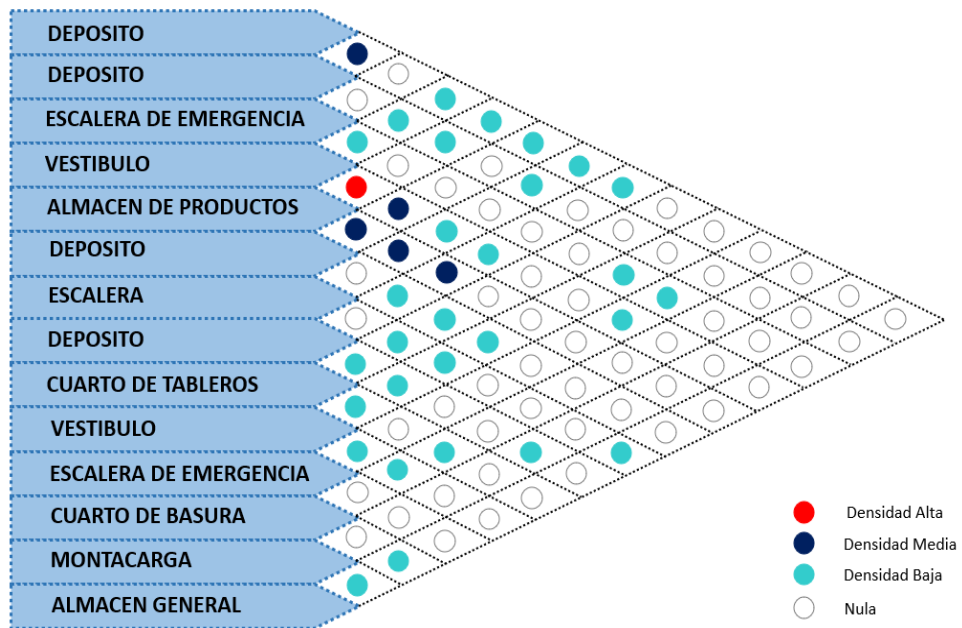 DEPOSITO
DEPOSITO
ESCALERA DE EMERGENCIA
VESTIBULO
ALMACEN DE PRODUCTOS
DEPOSITO
ESCALERA
DEPOSITO
CUARTO DE TABLEROS
VESTIBULO
ESCALERA DE EMERGENCIA
CUARTO DE BASURA
MONTACARGA
ALMACEN GENERAL
Densidad Alta
Densidad Media
Densidad Baja
Nula